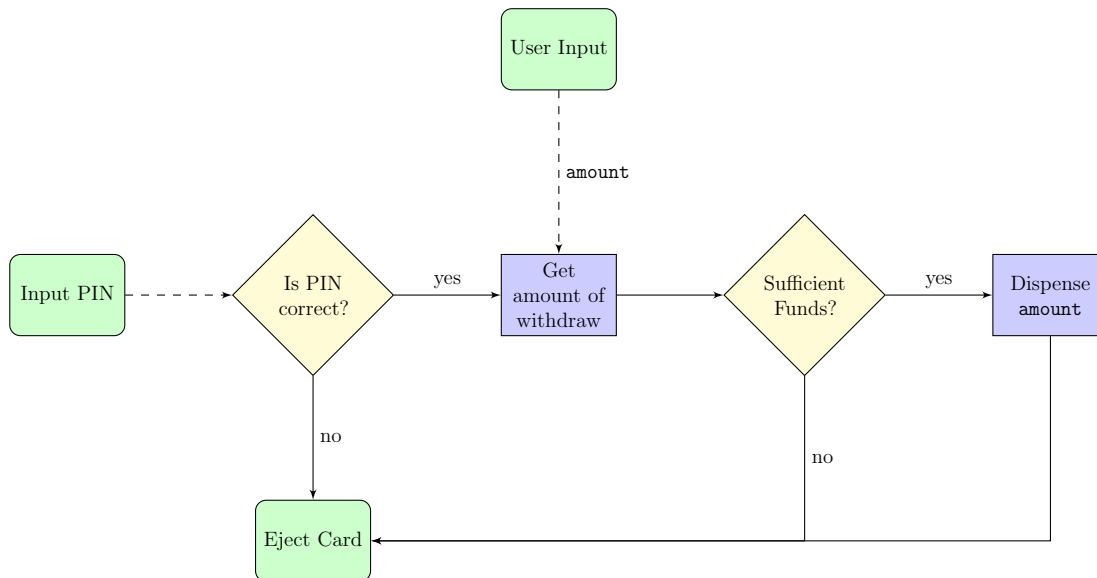 User Input
amount
Input PIN
Is PIN
correct?
yes
Get
amount of
withdraw
Sufficient
Funds?
yes
Dispense
amount
no
no
Eject Card